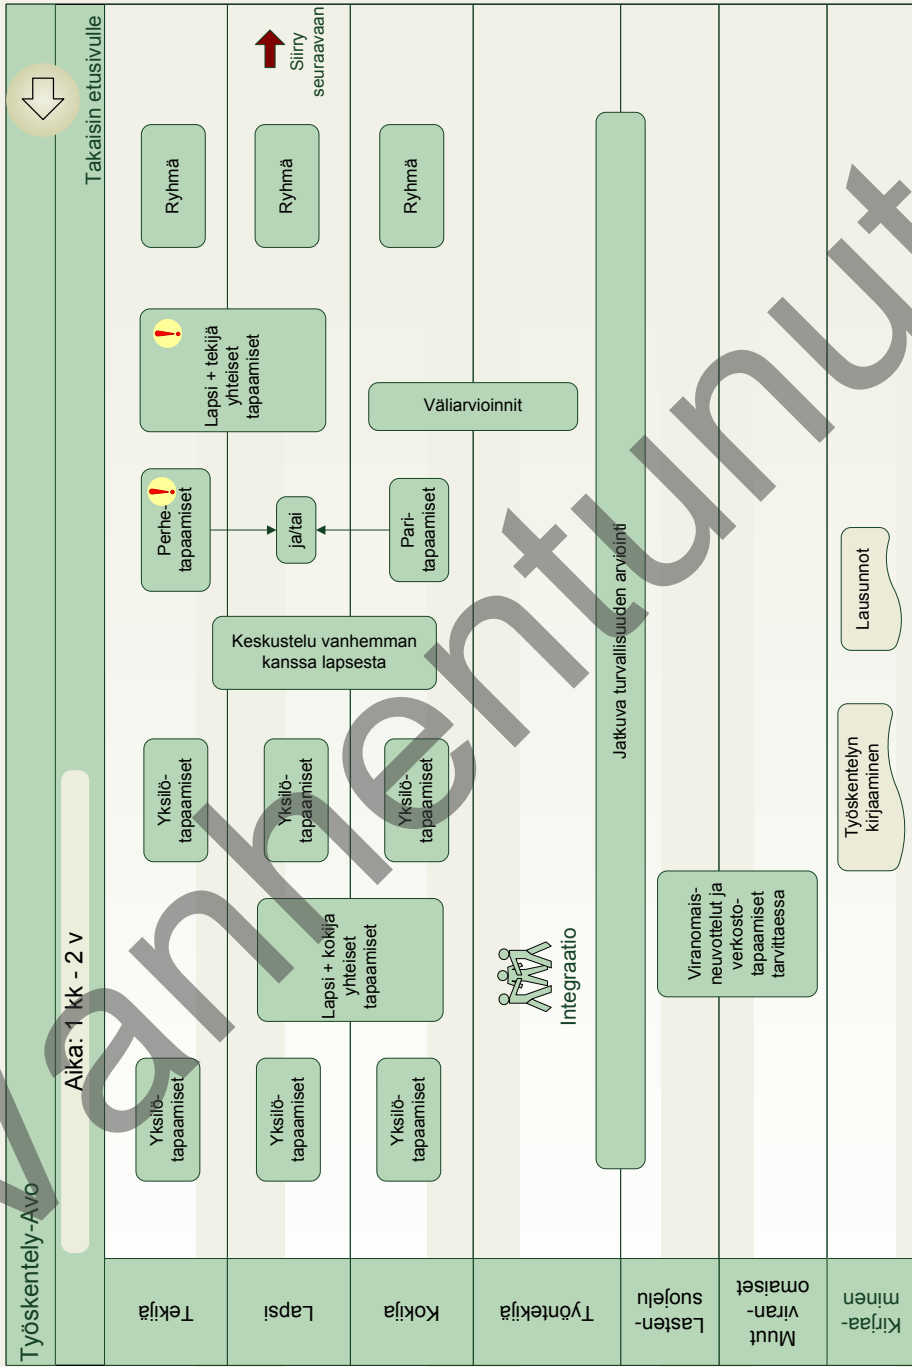 Työskentely-Avo
Takaisin etusivulle
Aika: 1 kk - 2 v
Tekijä
Yksilö-
tapaamiset
Yksilö-
tapaamiset
Perhe-
tapaamiset
!
Lapsi + tekijä
yhteiset
tapaamiset
!
Ryhmä
Lapsi
Yksilö-
tapaamiset
Lapsi + kokija
yhteiset
tapaamiset
Yksilö-
tapaamiset
Keskustelu vanhemman
kanssa lapsesta
ja/tai
Ryhmä
Siirry
seuraavaan
Kokija
Yksilö-
tapaamiset
Yksilö-
tapaamiset
Pari-
tapaamiset
Väliarvioinnit
Ryhmä
Työntekijä
Integraatio
Jatkuva turvallisuuden arviointi
Lasten-
suojelu
Muut
viran-
omaiset
Viranomais-
neuvottelut ja
verkosto-
tapaamiset
tarvittaessa
Kirjaa-
minen
Työskentelyn
kirjaaminen
Lausunnot
Vanhentunut